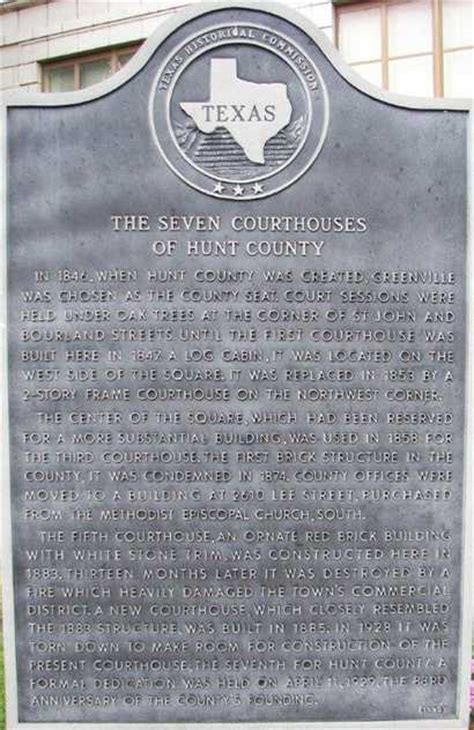 TEXAS HISTORICAL COMMISSION
TEXAS
THE SEVEN COURTHOUSES
OF HUNT COUNTY
IN 1846, WHEN HUNT COUNTY WAS CREATED, GREENVILLE
WAS CHOSEN AS THE COUNTY SEAT. COURT SESSIONS WERE
HELD UNDER OAK TREES AT THE CORNER OF ST JOHN AND
BOURLAND STREETS UNTIL THE FIRST COURTHOUSE WAS
BUILT HERE IN 1847. A LOG CABIN, IT WAS LOCATED ON THE
WEST SIDE OF THE SQUARE. IT WAS REPLACED IN 1853 BY A
2-STORY FRAME COURTHOUSE ON THE NORTHWEST CORNER.
THE CENTER OF THE SQUARE, WHICH HAD BEEN RESERVED
FOR A MORE SUBSTANTIAL BUILDING, WAS USED IN 1858 FOR
THE THIRD COURTHOUSE. THE FIRST BRICK STRUCTURE IN THE
COUNTY, IT WAS CONDEMNED IN 1874. COUNTY OFFICES WERE
MOVED TO A BUILDING AT 2610 LEE STREET, PURCHASED
FROM THE METHODIST EPISCOPAL CHURCH, SOUTH.
THE FIFTH COURTHOUSE, AN ORNATE RED BRICK BUILDING
WITH WHITE STONE TRIM, WAS CONSTRUCTED HERE IN
1883. THIRTEEN MONTHS LATER IT WAS DESTROYED BY A
FIRE WHICH HEAVILY DAMAGED THE TOWN'S COMMERCIAL
DISTRICT. A NEW COURTHOUSE, WHICH CLOSELY RESEMBLED
THE 1883 STRUCTURE, WAS BUILT IN 1885. IN 1928 IT WAS
TORN DOWN TO MAKE ROOM FOR CONSTRUCTION OF THE
PRESENT COURTHOUSE, THE SEVENTH FOR HUNT COUNTY. A
FORMAL DEDICATION WAS HELD ON APRIL 11, 1929, THE 83RD
ANNIVERSARY OF THE COUNTY'S FOUNDING.